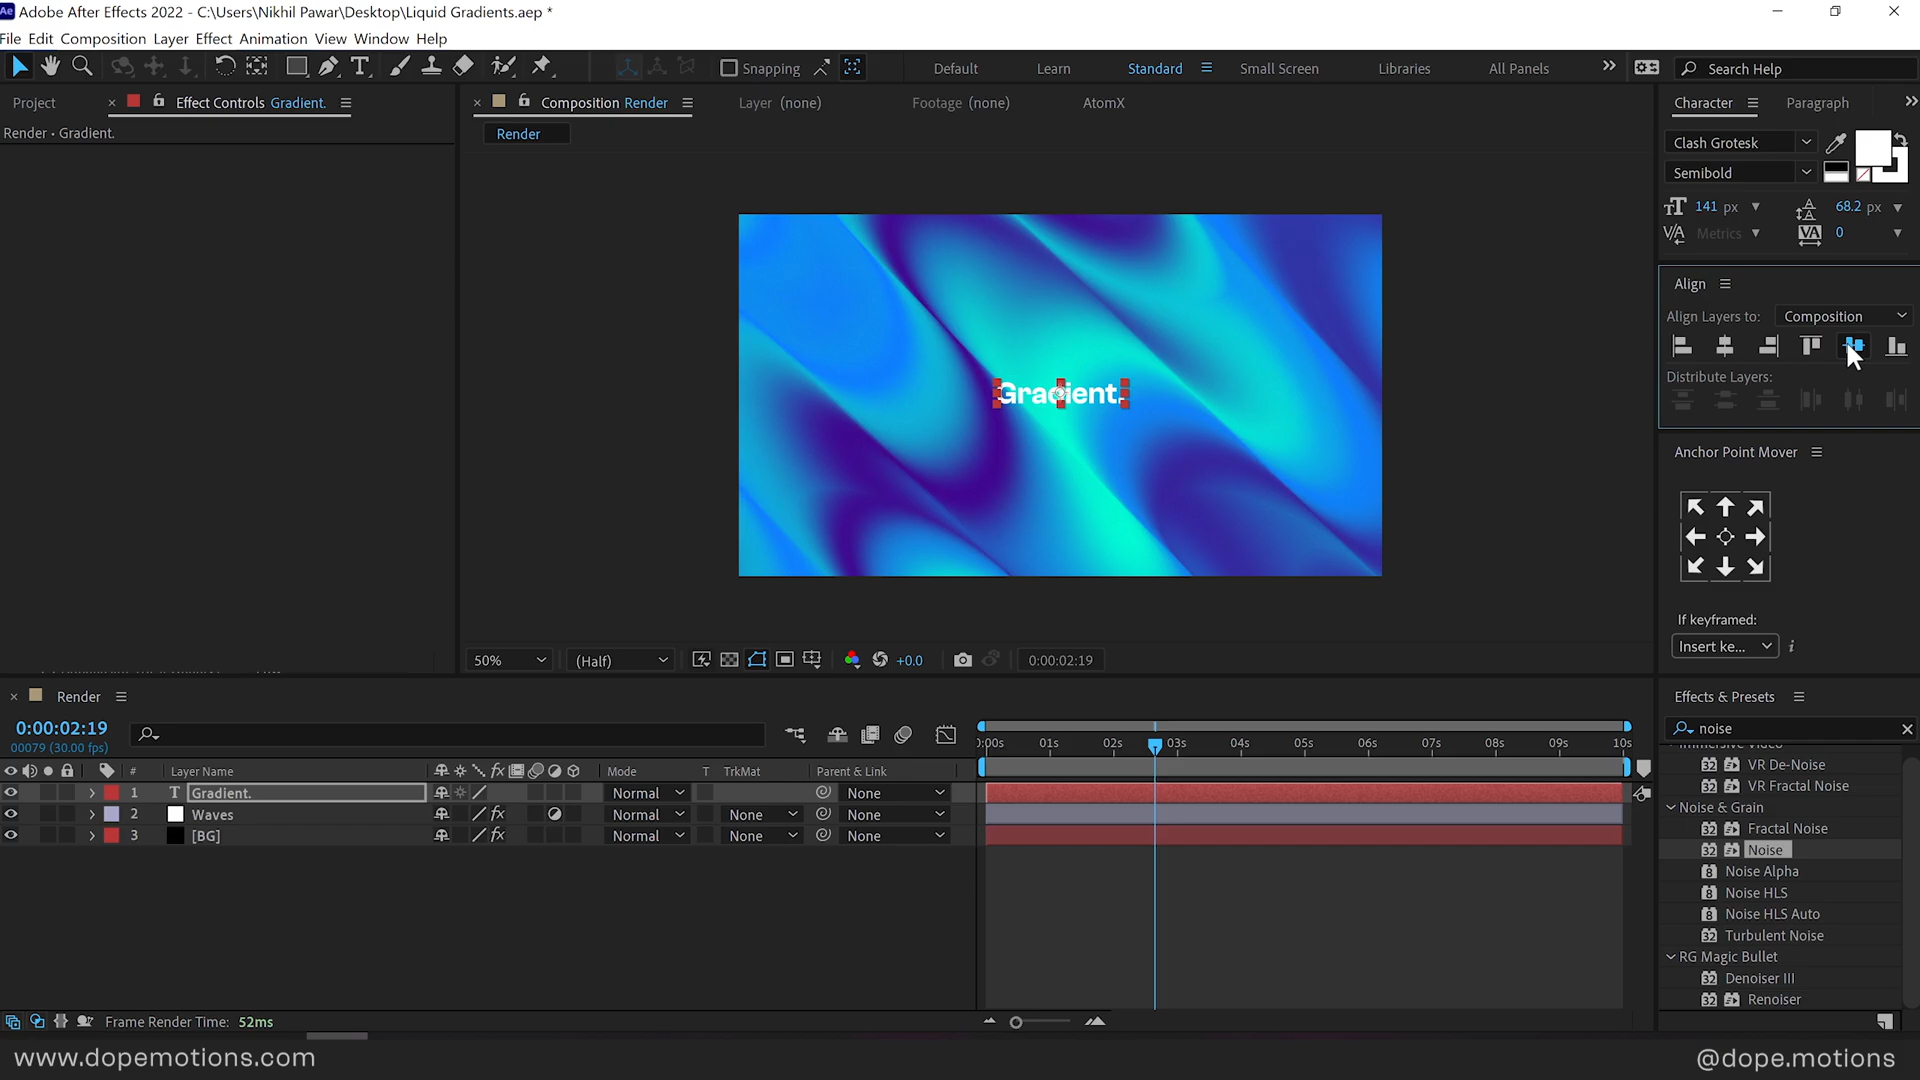 Adobe After Effects 2022 - C:\Users\Nikhil Pawar\Desktop\Liquid Gradients.aep *
File Edit Composition Layer Effect Animation View Window Help
Snapping
Default Learn Standard Small Screen Libraries All Panels
Search Help
Project
Effect Controls Gradient.
Composition Render
Layer (none)
Footage (none)
AtomX
Character
Paragraph
Render • Gradient.
Render
Clash Grotesk
Semibold
141 px
68.2 px
Metrics
0
Align
Align Layers to: Composition
Distribute Layers:
Gradient.
Anchor Point Mover
If keyframed:
Insert ke...
50%
(Half)
+0.0
0:00:02:19
Render
0:00:02:19
00079 (30.00 fps)
:00s 01s 02s 03s 04s 05s 06s 07s 08s 09s 10s
# Layer Name Mode T TrkMat Parent & Link
1 T Gradient. Normal None
2 Waves Normal None None
3 [BG] Normal None None
Frame Render Time: 52ms
Effects & Presets
noise
Immersive Video
VR De-Noise
VR Fractal Noise
Noise & Grain
Fractal Noise
Noise
Noise Alpha
Noise HLS
Noise HLS Auto
Turbulent Noise
RG Magic Bullet
Denoiser III
Renoiser
www.dopemotions.com
@dope.motions